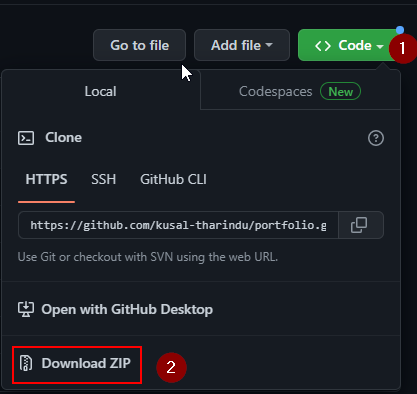 Go to file Add file <> Code 1
Local Codespaces New
Clone ?
HTTPS SSH GitHub CLI
https://github.com/kusal-tharindu/portfolio.g
Use Git or checkout with SVN using the web URL.
Open with GitHub Desktop
Download ZIP 2